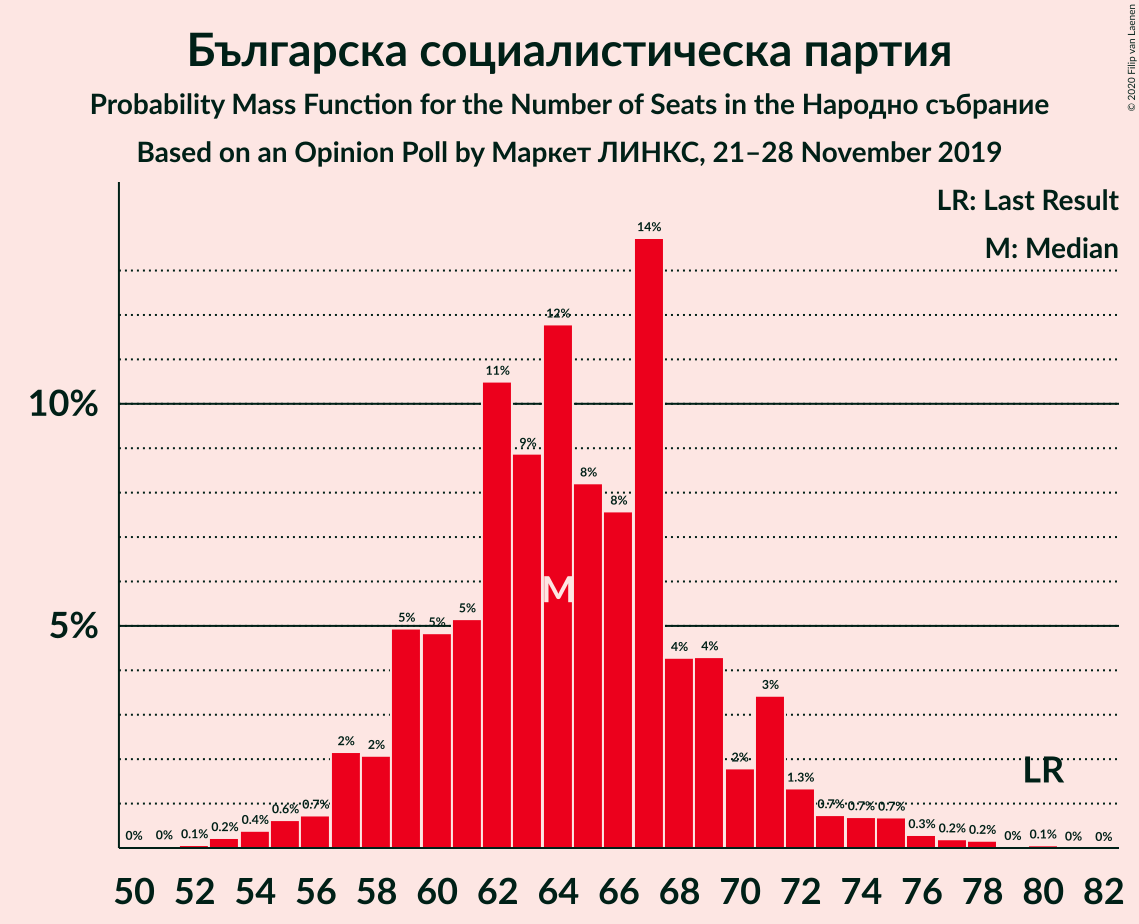 Българска социалистическа партия
Probability Mass Function for the Number of Seats in the Народно събрание
Based on an Opinion Poll by Маркет ЛИНКС, 21–28 November 2019
© 2020 Filip van Laenen
LR: Last Result
M: Median
10%
5%
0% 0% 0.1% 0.2% 0.4% 0.6% 0.7% 2% 2% 5% 5% 5% 11% 9% 12% 8% 8% 14% 4% 4% 2% 3% 1.3% 0.7% 0.7% 0.7% 0.3% 0.2% 0.2% 0% 0.1% 0% 0%
M
LR
50 52 54 56 58 60 62 64 66 68 70 72 74 76 78 80 82